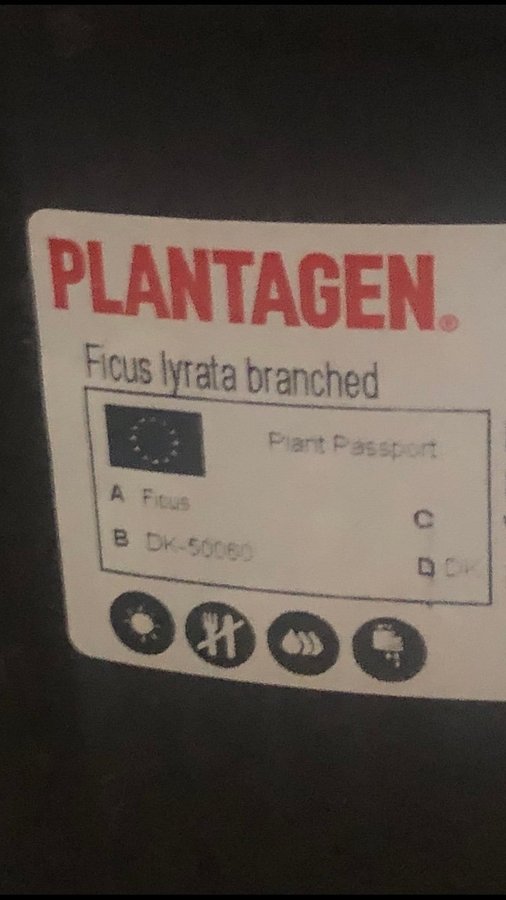 PLANTAGEN®
Ficus lyrata branched
Plant Passport
A Ficus
C
B DK-50060
D DK